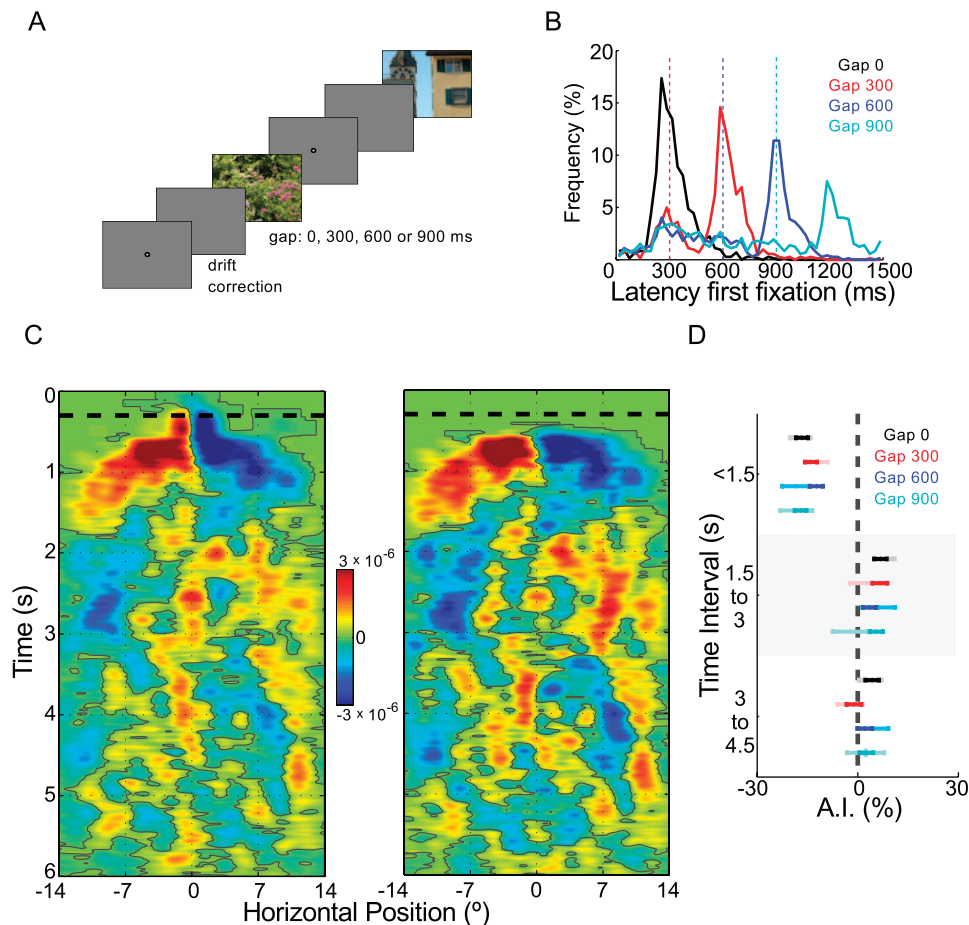 A
gap: 0, 300, 600 or 900 ms
drift
correction
B
Frequency (%)
20
15
10
5
0 300 600 900 1200 1500
Latency first fixation (ms)
Gap 0
Gap 300
Gap 600
Gap 900
C
Time (s)
0
1
2
3
4
5
6
-14 -7 0 7 14
3 x 10⁻⁶
0
-3 x 10⁻⁶
-14 -7 0 7 14
Horizontal Position (º)
D
Time Interval (s)
<1.5
1.5
to
3
3
to
4.5
Gap 0
Gap 300
Gap 600
Gap 900
-30 0 30
A.I. (%)